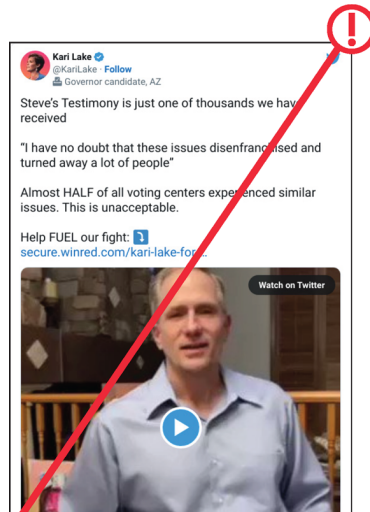 Kari Lake
@KariLake · Follow
Governor candidate, AZ
Steve's Testimony is just one of thousands we have
received
"I have no doubt that these issues disenfranchised and
turned away a lot of people"
Almost HALF of all voting centers experienced similar
issues. This is unacceptable.
Help FUEL our fight:
secure.winred.com/kari-lake-for…
Watch on Twitter